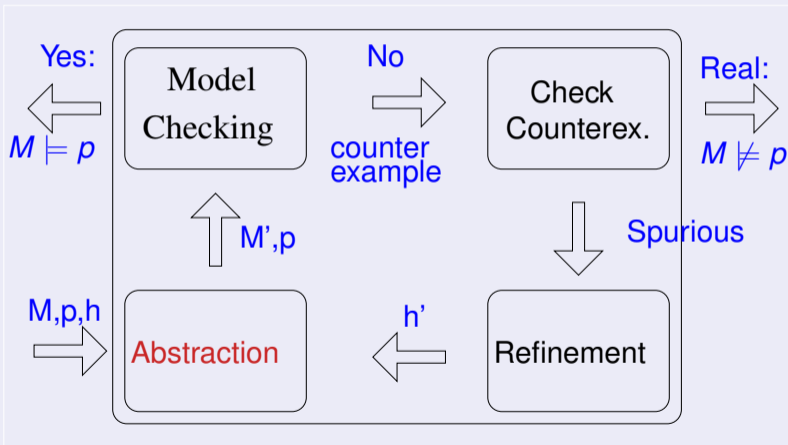 Yes:
M ⊨ p
Model
Checking
No
counter
example
Check
Counterex.
Real:
M ⊭ p
M',p
Spurious
M,p,h
Abstraction
h'
Refinement